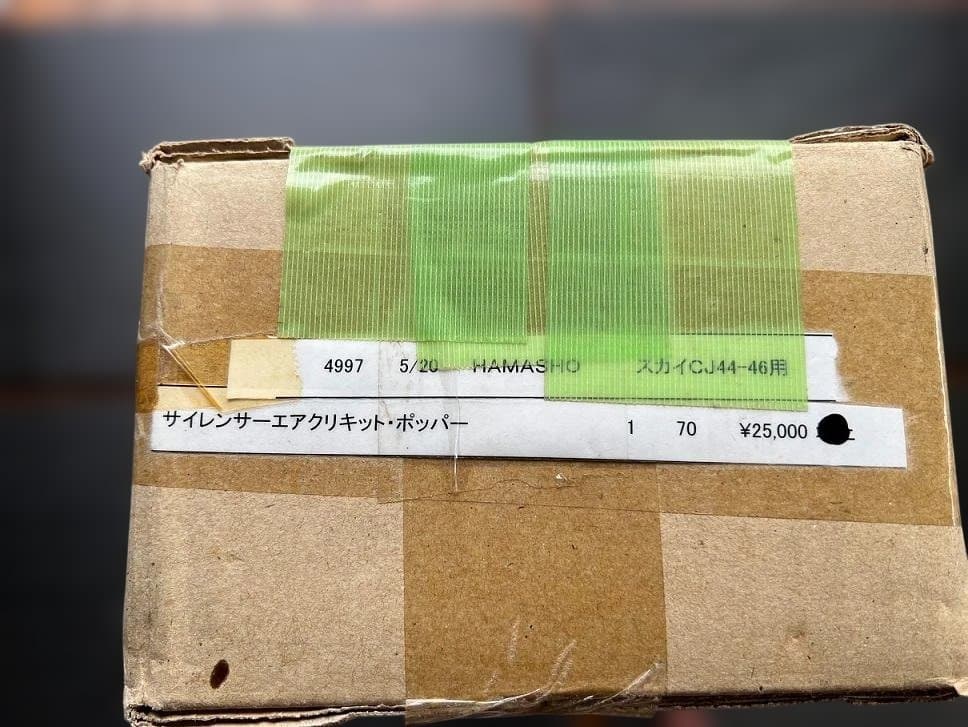 4997 5/20 HAMASHO スカイCJ44-46用
サイレンサーエアクリキット・ポッパー 1 70 ¥25,000